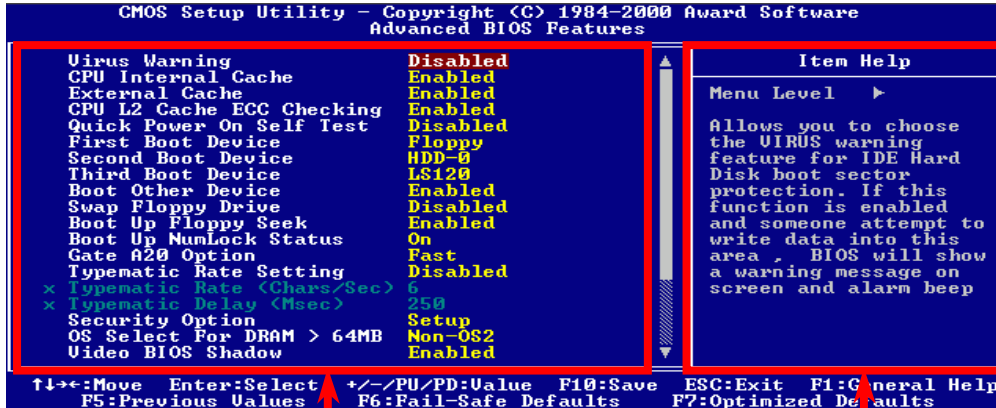 CMOS Setup Utility – Copyright (C) 1984-2000 Award Software
Advanced BIOS Features
Virus Warning Disabled
CPU Internal Cache Enabled
External Cache Enabled
CPU L2 Cache ECC Checking Enabled
Quick Power On Self Test Disabled
First Boot Device Floppy
Second Boot Device HDD-0
Third Boot Device LS120
Boot Other Device Enabled
Swap Floppy Drive Disabled
Boot Up Floppy Seek Enabled
Boot Up NumLock Status On
Gate A20 Option Fast
Typematic Rate Setting Disabled
x Typematic Rate (Chars/Sec) 6
x Typematic Delay (Msec) 250
Security Option Setup
OS Select For DRAM > 64MB Non-OS2
Video BIOS Shadow Enabled
Item Help
Menu Level ►
Allows you to choose
the VIRUS warning
feature for IDE Hard
Disk boot sector
protection. If this
function is enabled
and someone attempt to
write data into this
area , BIOS will show
a warning message on
screen and alarm beep
↑↓→←:Move Enter:Select +/-/PU/PD:Value F10:Save ESC:Exit F1:General Help
F5:Previous Values F6:Fail-Safe Defaults F7:Optimized Defaults